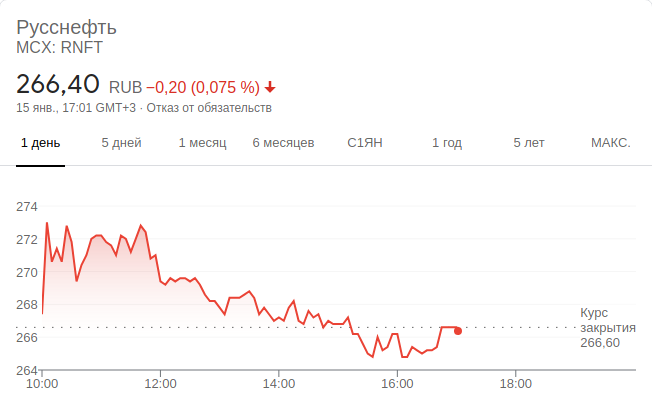 Русснефть
MCX: RNFT
266,40 RUB −0,20 (0,075 %)
15 янв., 17:01 GMT+3 · Отказ от обязательств
1 день 5 дней 1 месяц 6 месяцев С1ЯН 1 год 5 лет МАКС.
274
272
270
268
266
264
Курс
закрытия
266,60
10:00 12:00 14:00 16:00 18:00